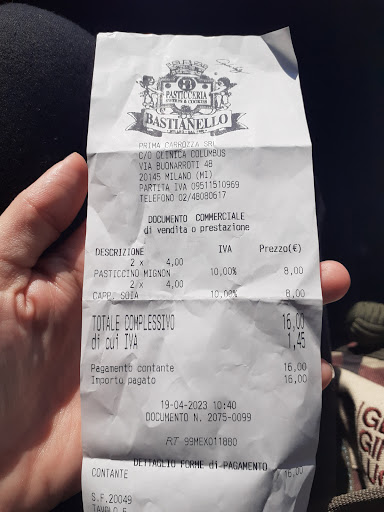 PASTICCERIA
BASTIANELLO
PRIMA CARROZZA SRL
C/O CLINICA COLUMBUS
VIA BUONARROTI 48
20145 MILANO (MI)
PARTITA IVA 09511510969
TELEFONO 02/48080617
DOCUMENTO COMMERCIALE
di vendita o prestazione
DESCRIZIONE IVA Prezzo(€)
2 x 4,00
PASTICCINO MIGNON 10,00% 8,00
2 x 4,00
CAPP. SOIA 10,00% 8,00
TOTALE COMPLESSIVO 16,00
di cui IVA 1,45
Pagamento contante 16,00
Importo pagato 16,00
19-04-2023 10:40
DOCUMENTO N. 2075-0099
RT 99MEX011880
DETTAGLIO FORME di PAGAMENTO
CONTANTE 16,00
S.F.20049
TAVOLO 5